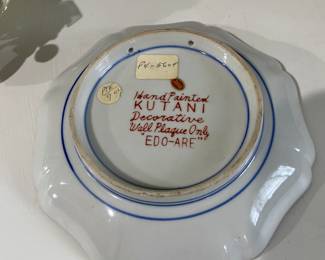 Hand Painted
KUTANI
Decorative
Wall Plaque Only
"EDO-ARE"